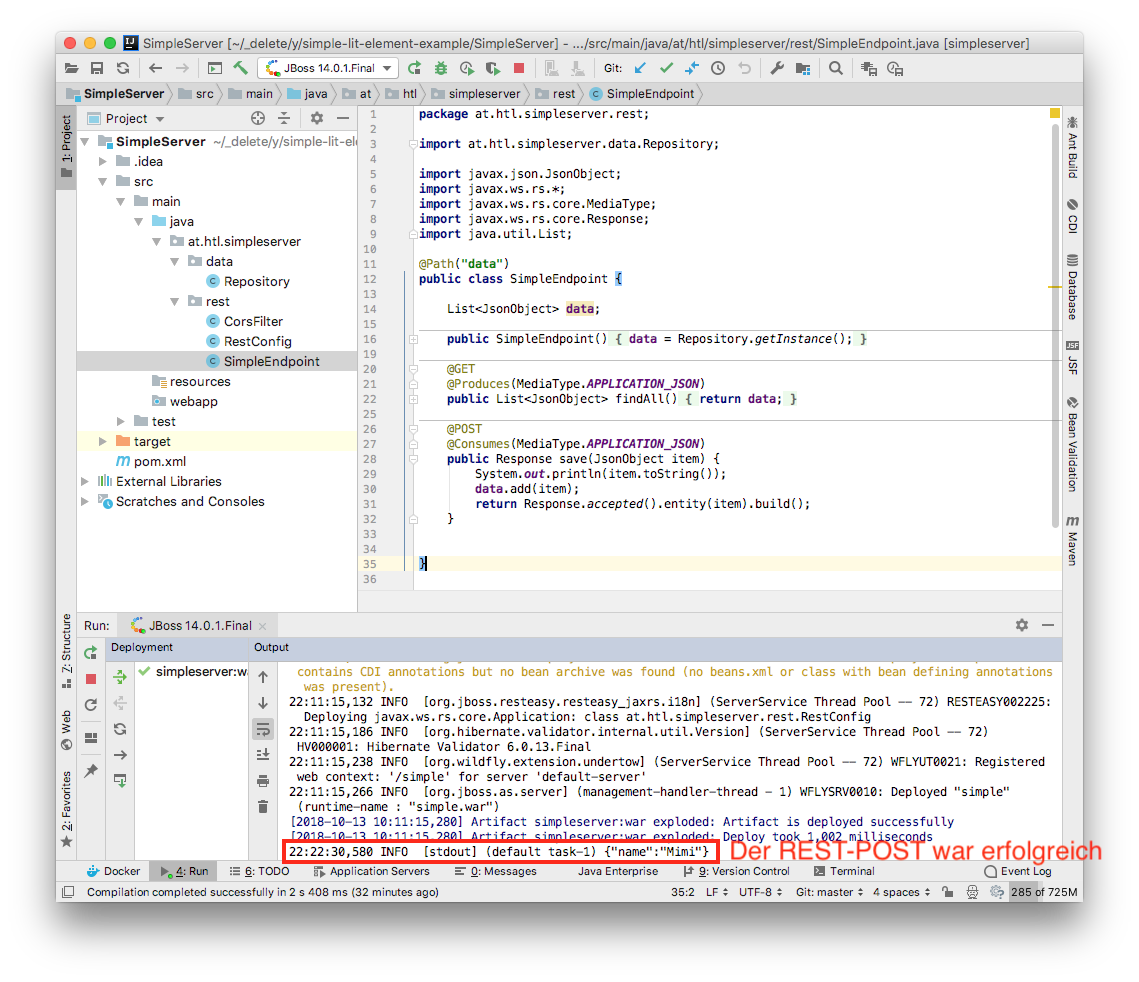 SimpleServer [~/_delete/y/simple-lit-element-example/SimpleServer] - .../src/main/java/at/htl/simpleserver/rest/SimpleEndpoint.java [simpleserver]
JBoss 14.0.1.Final
Git:
SimpleServer src main java at htl simpleserver rest SimpleEndpoint
1: Project
Project
SimpleServer ~/_delete/y/simple-lit-ele
.idea
src
main
java
at.htl.simpleserver
data
Repository
rest
CorsFilter
RestConfig
SimpleEndpoint
resources
webapp
test
target
pom.xml
External Libraries
Scratches and Consoles
1 package at.htl.simpleserver.rest;
2
3 import at.htl.simpleserver.data.Repository;
4
5 import javax.json.JsonObject;
6 import javax.ws.rs.*;
7 import javax.ws.rs.core.MediaType;
8 import javax.ws.rs.core.Response;
9 import java.util.List;
10
11 @Path("data")
12 public class SimpleEndpoint {
13
14 List<JsonObject> data;
15
16 public SimpleEndpoint() { data = Repository.getInstance(); }
19
20 @GET
21 @Produces(MediaType.APPLICATION_JSON)
22 public List<JsonObject> findAll() { return data; }
25
26 @POST
27 @Consumes(MediaType.APPLICATION_JSON)
28 public Response save(JsonObject item) {
29 System.out.println(item.toString());
30 data.add(item);
31 return Response.accepted().entity(item).build();
32 }
33
34
35 }
36
Ant Build
CDI
Database
JSF
JSF
Bean Validation
Maven
Z: Structure
Web
2: Favorites
Run: JBoss 14.0.1.Final
Deployment
Output
simpleserver:wa
contains CDI annotations but no bean archive was found (no beans.xml or class with bean defining annotations
was present).
22:11:15,132 INFO [org.jboss.resteasy.resteasy_jaxrs.i18n] (ServerService Thread Pool -- 72) RESTEASY002225:
Deploying javax.ws.rs.core.Application: class at.htl.simpleserver.rest.RestConfig
22:11:15,186 INFO [org.hibernate.validator.internal.util.Version] (ServerService Thread Pool -- 72)
HV000001: Hibernate Validator 6.0.13.Final
22:11:15,238 INFO [org.wildfly.extension.undertow] (ServerService Thread Pool -- 72) WFLYUT0021: Registered
web context: '/simple' for server 'default-server'
22:11:15,266 INFO [org.jboss.as.server] (management-handler-thread - 1) WFLYSRV0010: Deployed "simple"
(runtime-name : "simple.war")
[2018-10-13 10:11:15,280] Artifact simpleserver:war exploded: Artifact is deployed successfully
[2018-10-13 10:11:15,280] Artifact simpleserver:war exploded: Deploy took 1,002 milliseconds
22:22:30,580 INFO [stdout] (default task-1) {"name":"Mimi"}
Der REST-POST war erfolgreich
Docker 4: Run 6: TODO Application Servers 0: Messages Java Enterprise 9: Version Control Terminal Event Log
Compilation completed successfully in 2 s 408 ms (32 minutes ago) 35:2 LF UTF-8 Git: master 4 spaces 285 of 725M